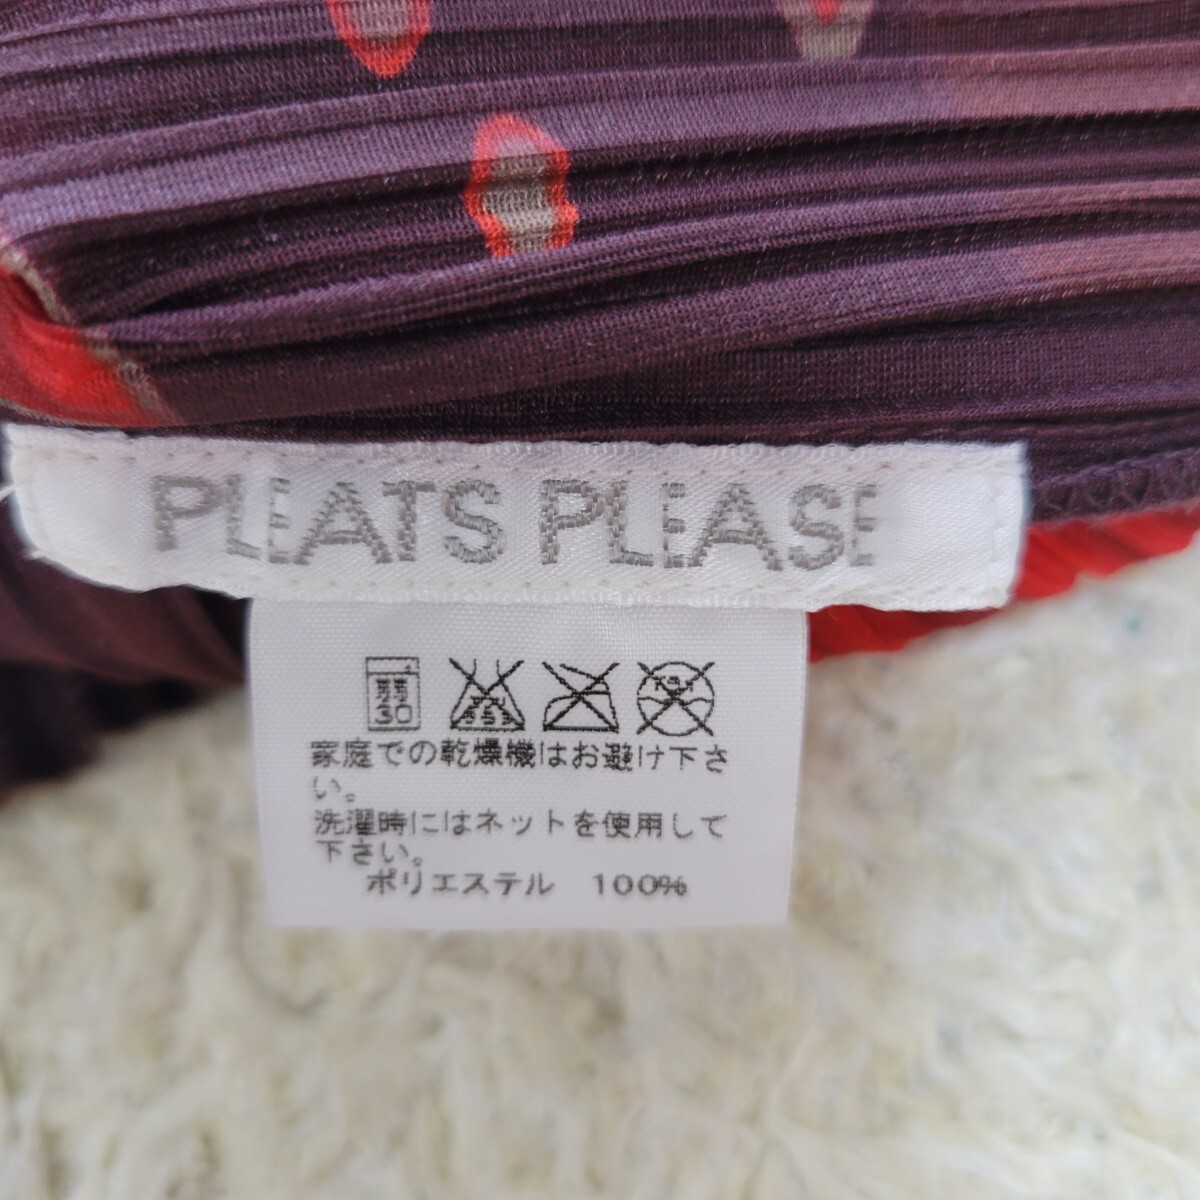 PLEATS PLEASE
弱
30
家庭での乾燥機はお避け下さ
い。
洗濯時にはネットを使用して
下さい。
ポリエステル 100%